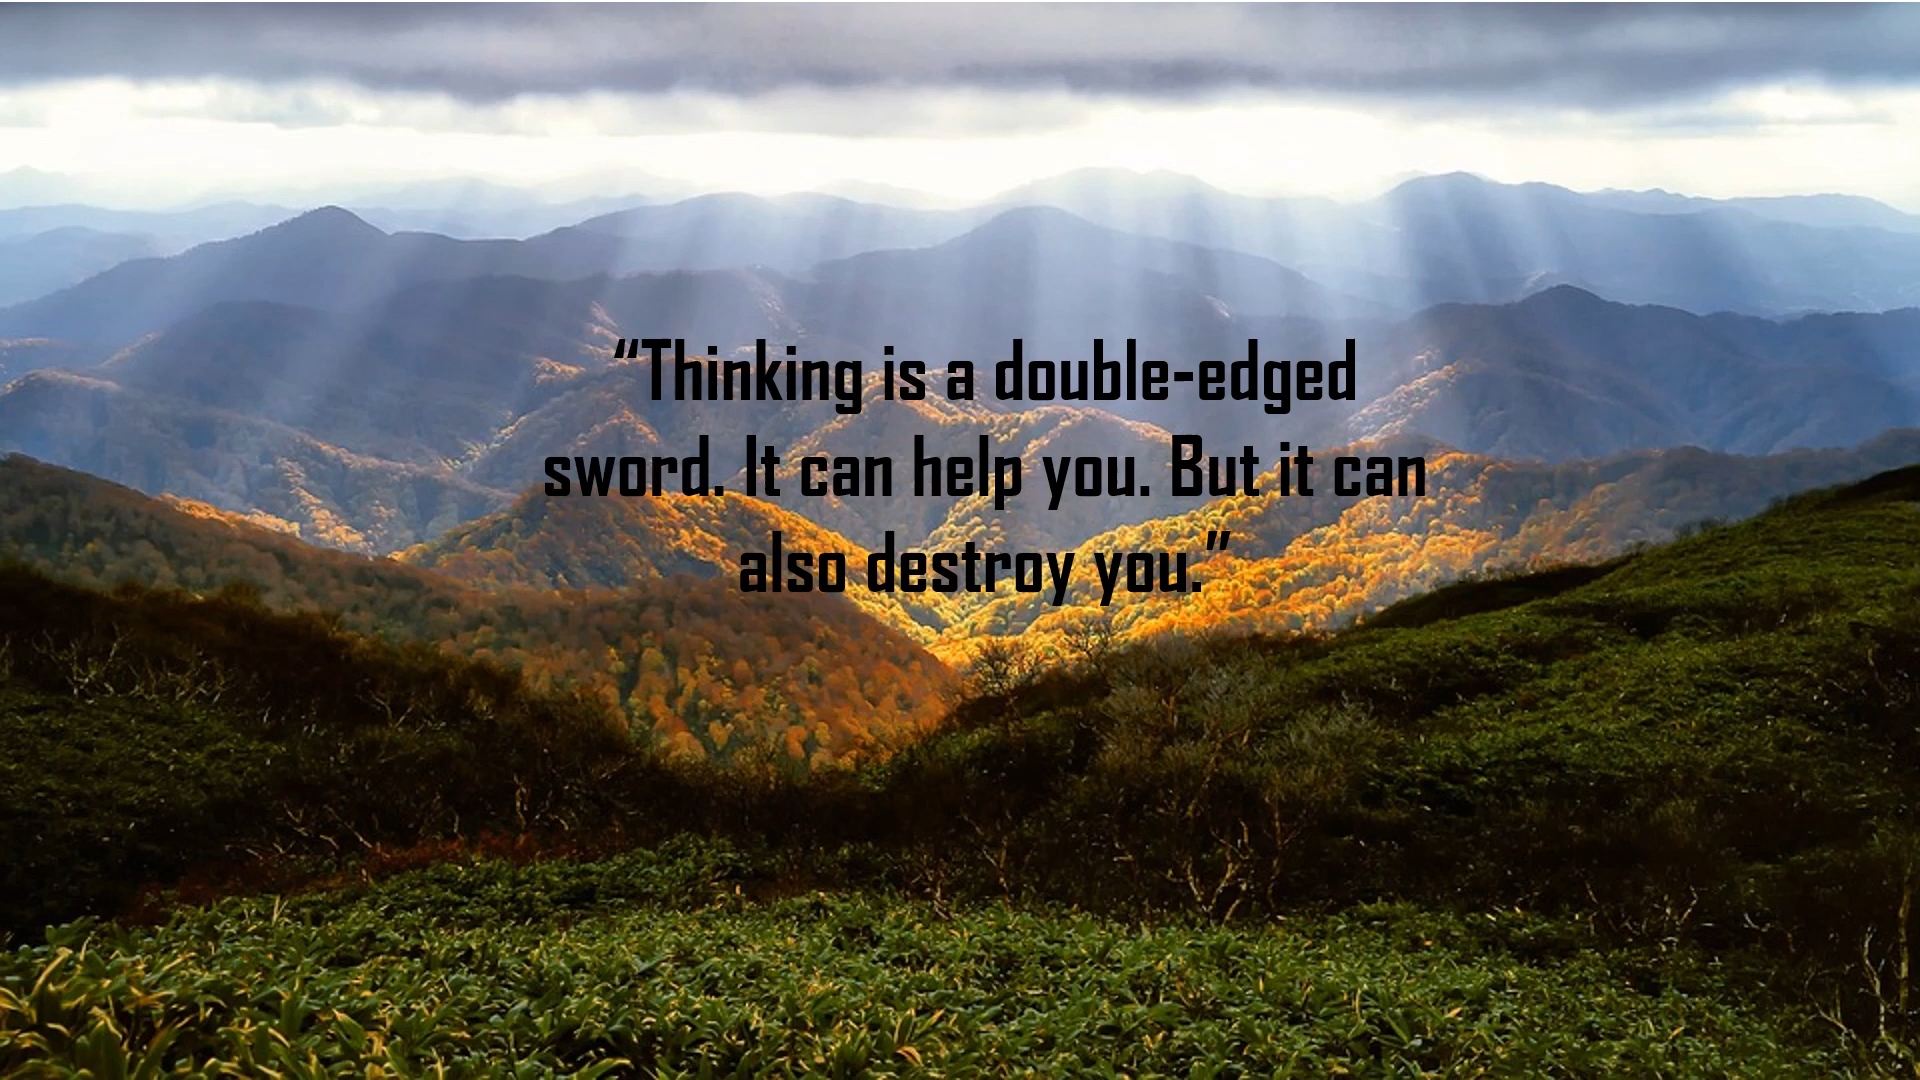 “Thinking is a double-edged
sword. It can help you. But it can
also destroy you.”